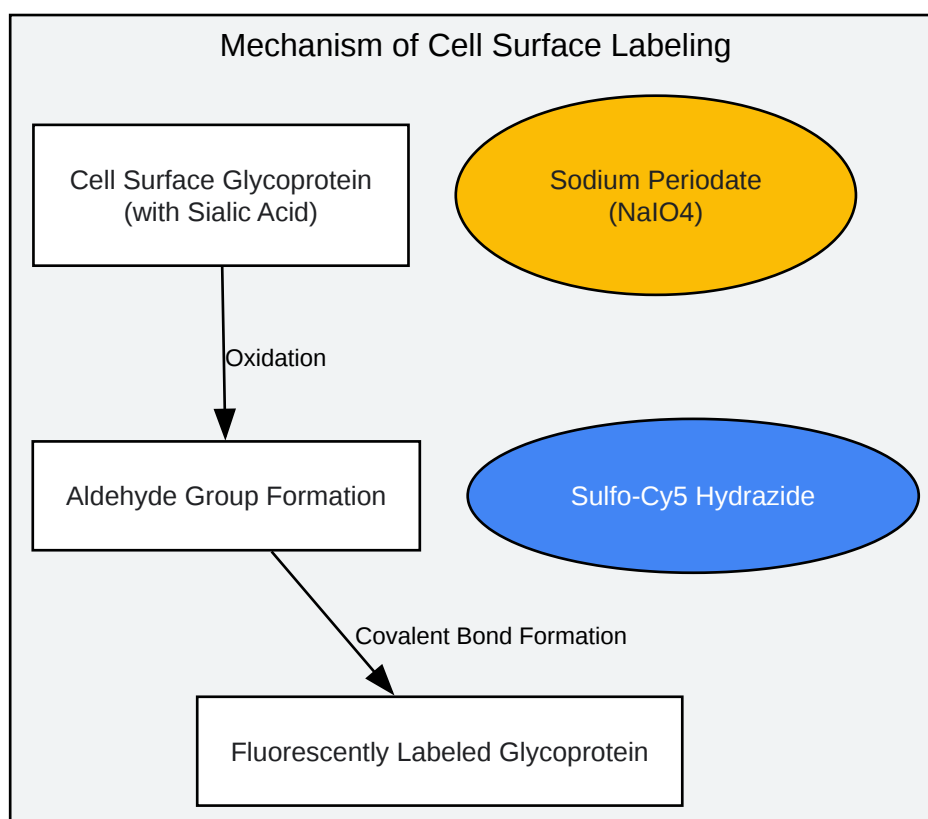 Mechanism of Cell Surface Labeling
Cell Surface Glycoprotein
(with Sialic Acid)
Sodium Periodate
(NaIO4)
Oxidation
Aldehyde Group Formation
Sulfo-Cy5 Hydrazide
Covalent Bond Formation
Fluorescently Labeled Glycoprotein